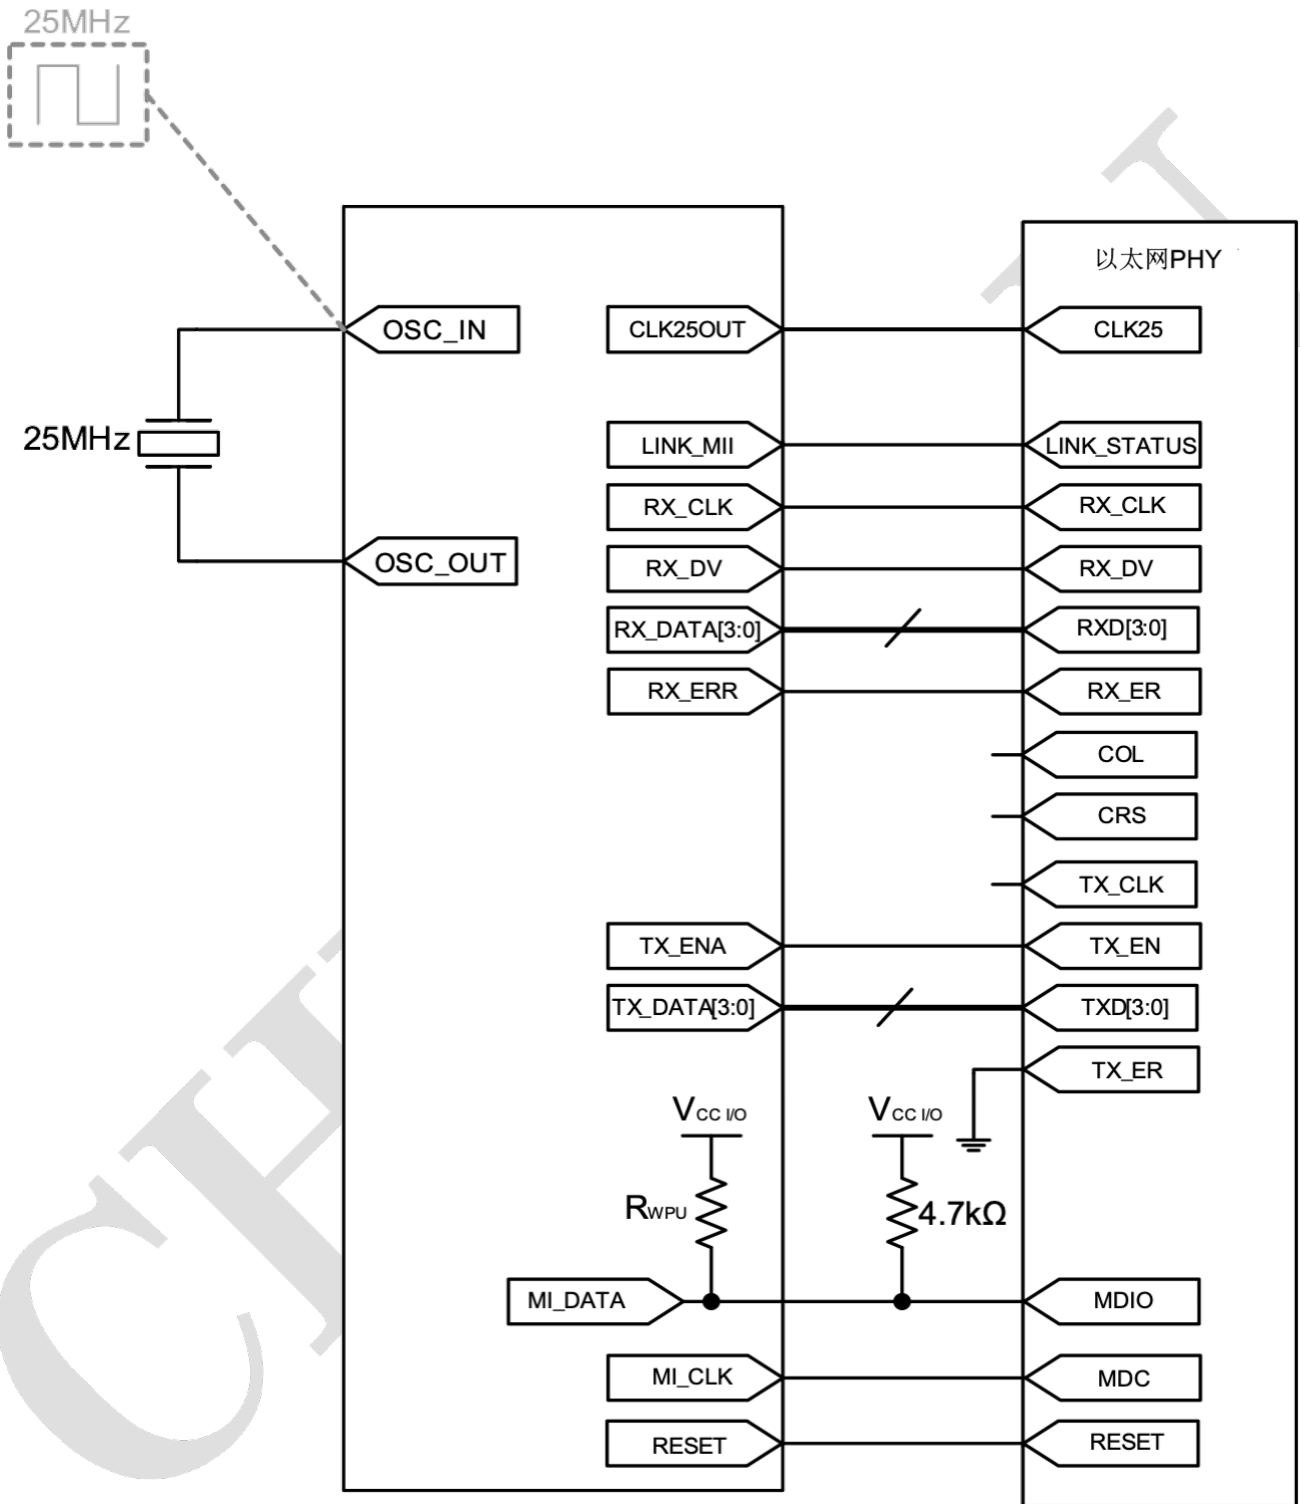 25MHz
以太网PHY
OSC_IN
CLK25OUT
CLK25
25MHz
LINK_MII
LINK_STATUS
RX_CLK
RX_CLK
OSC_OUT
RX_DV
RX_DV
RX_DATA[3:0]
RXD[3:0]
RX_ERR
RX_ER
COL
CRS
TX_CLK
TX_ENA
TX_EN
TX_DATA[3:0]
TXD[3:0]
TX_ER
VCC I/O
VCC I/O
RWPU
4.7kΩ
MI_DATA
MDIO
MI_CLK
MDC
RESET
RESET